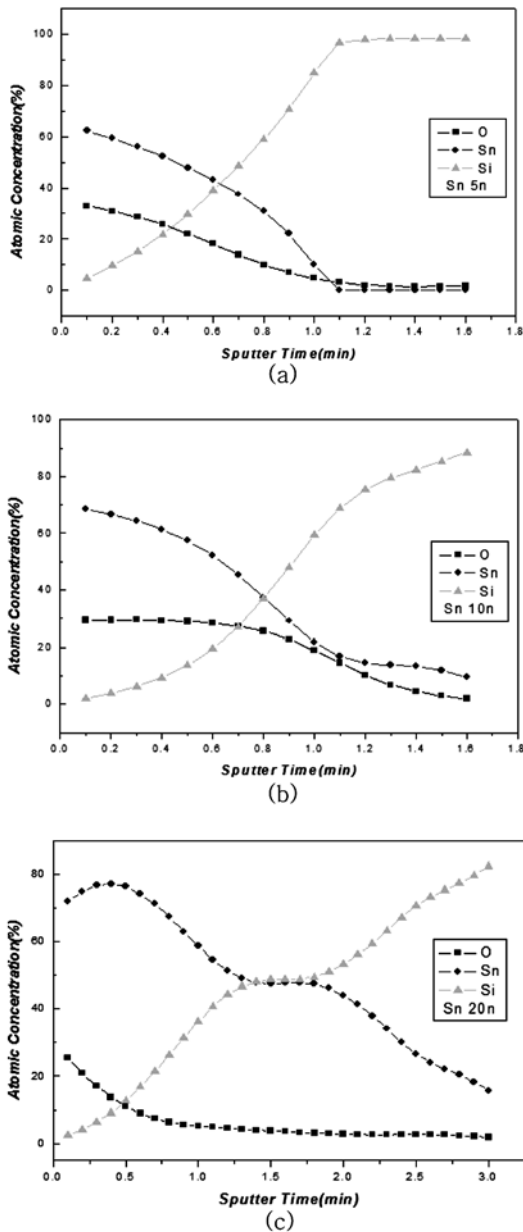 100
80
60
40
20
0
Atomic Concentration(%)
O
Sn
Si
Sn 5n
0.0 0.2 0.4 0.6 0.8 1.0 1.2 1.4 1.6 1.8
Sputter Time(min)
(a)
100
80
60
40
20
0
Atomic Concentration(%)
O
Sn
Si
Sn 10n
0.0 0.2 0.4 0.6 0.8 1.0 1.2 1.4 1.6 1.8
Sputter Time(min)
(b)
80
60
40
20
0
Atomic Concentration(%)
O
Sn
Si
Sn 20n
0.0 0.5 1.0 1.5 2.0 2.5 3.0
Sputter Time(min)
(c)